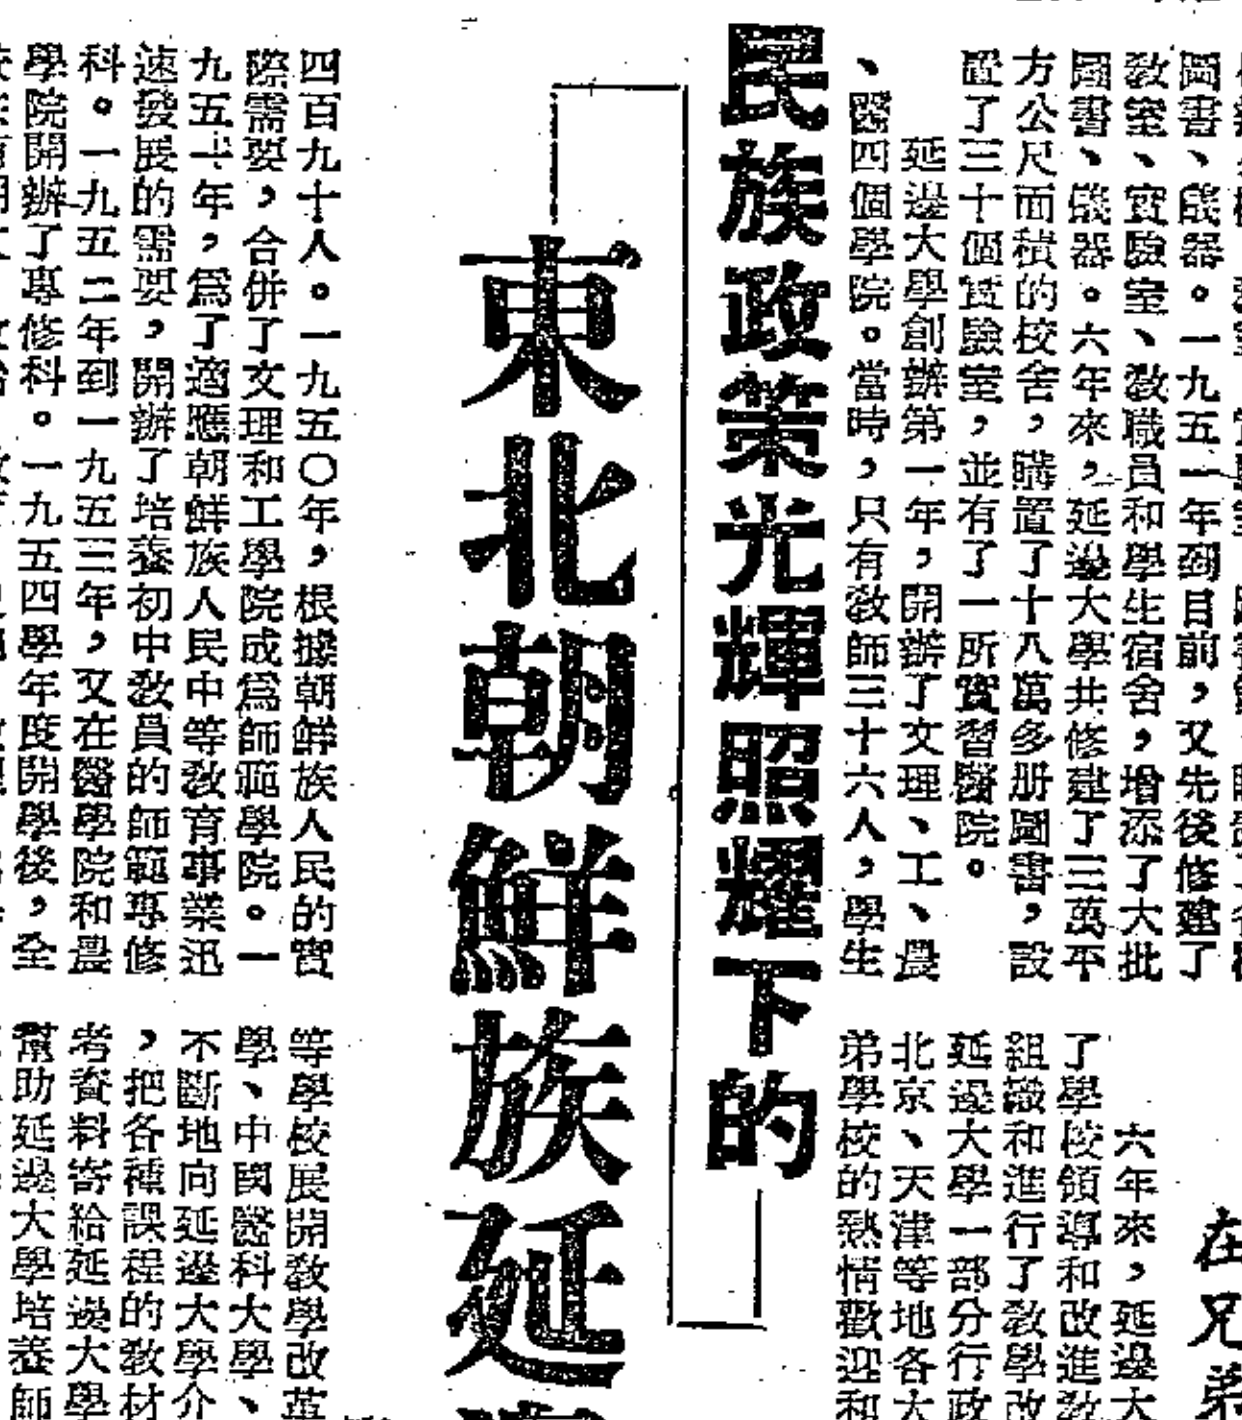 民族政策光輝照耀下的
東北朝鮮族延邊
圖書、儀器。一九五一年到目前，又先後修建了
教室、實驗室、教職員和學生宿舍，增添了大批
圖書、儀器。六年來，延邊大學共修建了三萬平
方公尺面積的校舍，購置了十八萬多册圖書，設
置了三十個實驗室，並有了一所實習醫院。
延邊大學創辦第一年，開辦了文理、工、農
、醫四個學院。當時，只有教師三十六人，學生
四百九十人。一九五〇年，根據朝鮮族人民的實
際需要，合併了文理和工學院成爲師範學院。一
九五一年，爲了適應朝鮮族人民中等教育事業迅
速發展的需要，開辦了培養初中教員的師範專修
科。一九五二年到一九五三年，又在醫學院和農
學院開辦了專修科。一九五四學年度開學後，全
在兄弟
六年來，延邊大
了學校領導和改進教
組織和進行了教學改
延邊大學一部分行政
北京、天津等地各大
弟學校的熱情歡迎和
等學校展開教學改革
學、中國醫科大學、
不斷地向延邊大學介
，把各種課程的教材
考資料寄給延邊大學
幫助延邊大學培養師